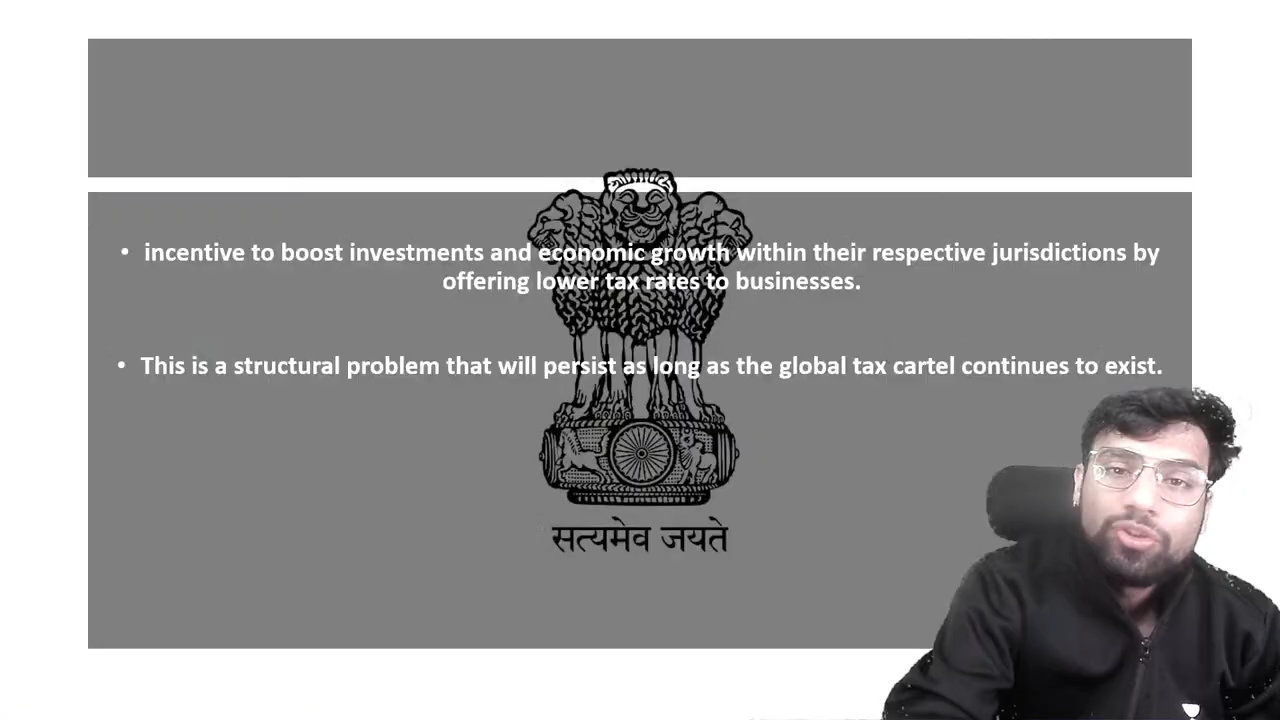 • incentive to boost investments and economic growth within their respective jurisdictions by
offering lower tax rates to businesses.
• This is a structural problem that will persist as long as the global tax cartel continues to exist.
सत्यमेव जयते